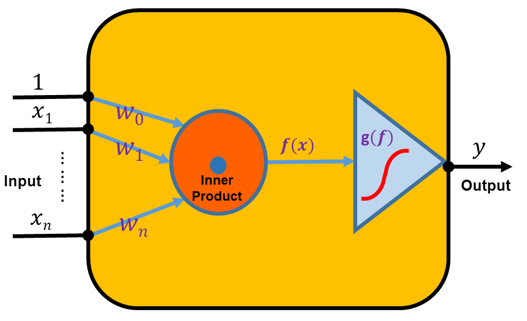 1
x₁
Input
xₙ
W₀
W₁
Wₙ
Inner
Product
f(x)
g(f)
y
Output